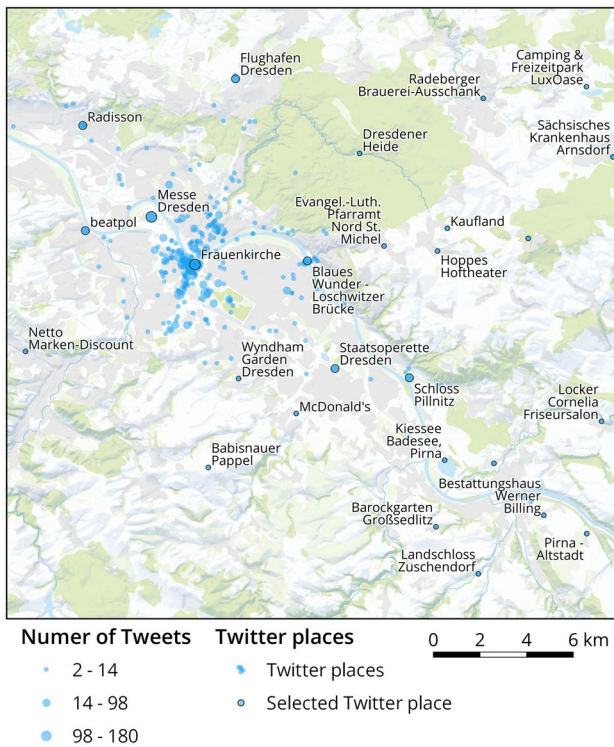 Flughafen
Dresden
Camping &
Freizeitpark
LuxOase
Radeberger
Brauerei-Ausschank
Radisson
Sächsisches
Krankenhaus
Arnsdorf
Dresdener
Heide
Messe
Dresden
Evangel.-Luth.
Pfarramt
Nord St.
Michel
beatpol
Kaufland
Frauenkirche
Hoppes
Hoftheater
Blaues
Wunder -
Loschwitzer
Brücke
Netto
Marken-Discount
Wyndham
Garden
Dresden
Staatsoperette
Dresden
Schloss
Pillnitz
Locker
Cornelia
Friseursalon
McDonald's
Kiessee
Badesee,
Pirna
Babisnauer
Pappel
Bestattungshaus
Werner
Billing
Barockgarten
Großsedlitz
Pirna -
Altstadt
Landschloss
Zuschendorf
Numer of Tweets
2 - 14
14 - 98
98 - 180
Twitter places
Twitter places
Selected Twitter place
0 2 4 6 km